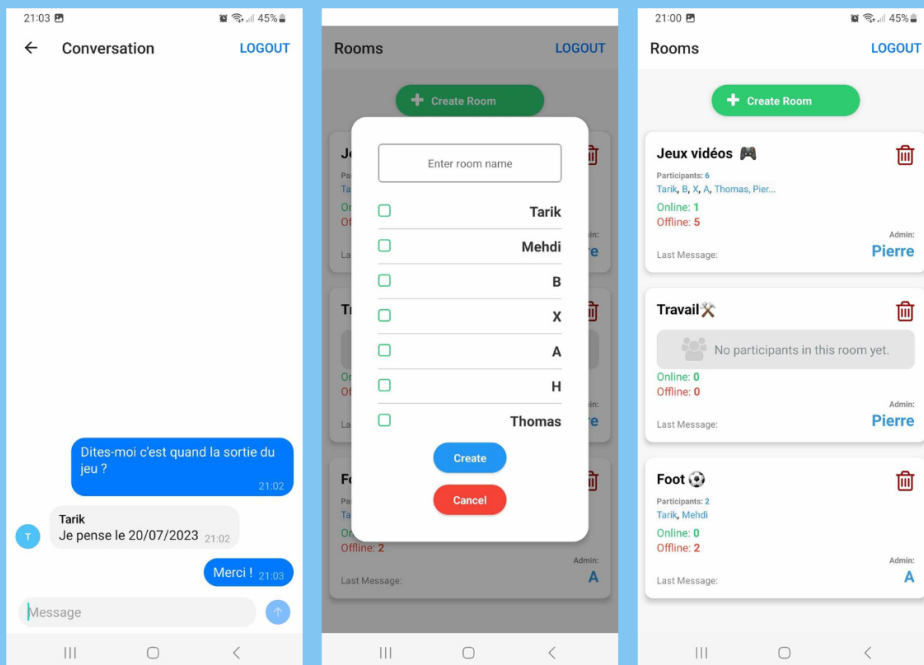 21:03
45%
Conversation
LOGOUT
Dites-moi c'est quand la sortie du
jeu ?
21:02
Tarik
T
Je pense le 20/07/2023 21:02
Merci ! 21:03
Message
Rooms
LOGOUT
+ Create Room
Enter room name
Tarik
Mehdi
B
X
A
H
Thomas
Create
Cancel
Offline: 2
Admin:
Last Message:
A
21:00
45%
Rooms
LOGOUT
+ Create Room
Jeux vidéos 🎮
Participants: 6
Tarik, B, X, A, Thomas, Pier...
Online: 1
Offline: 5
Admin:
Last Message:
Pierre
Travail🛠️
No participants in this room yet.
Online: 0
Offline: 0
Admin:
Last Message:
Pierre
Foot ⚽
Participants: 2
Tarik, Mehdi
Online: 0
Offline: 2
Admin:
Last Message:
A